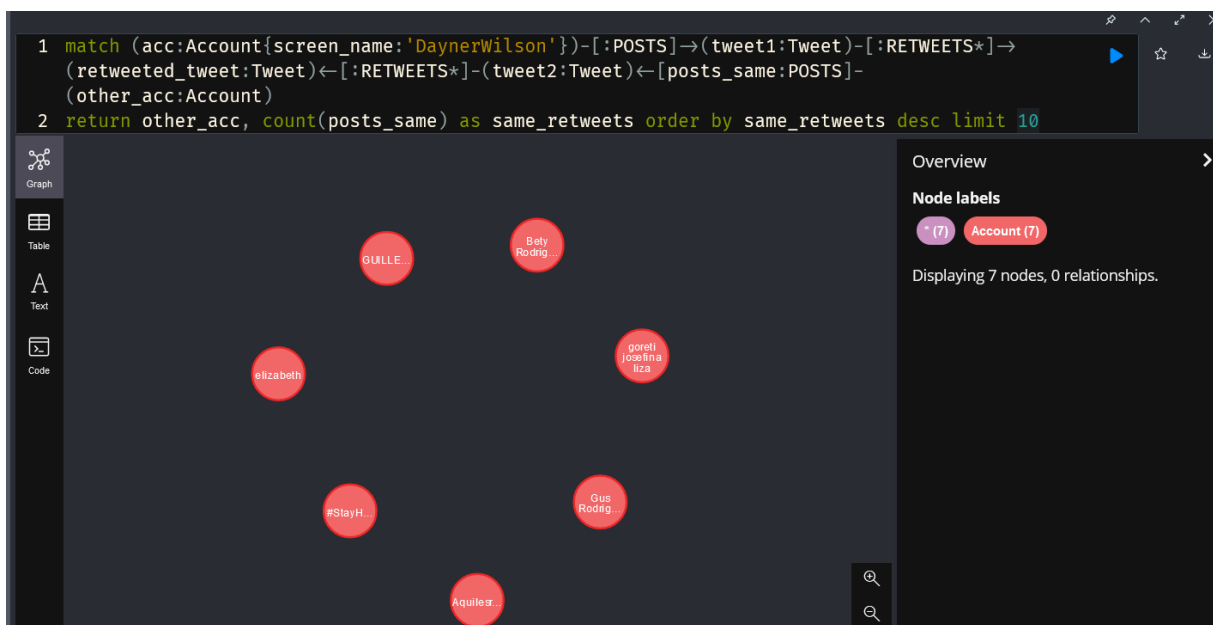 1 match (acc:Account{screen_name:'DaynerWilson'})-[:POSTS]→(tweet1:Tweet)-[:RETWEETS*]→
(retweeted_tweet:Tweet)←[:RETWEETS*]-(tweet2:Tweet)←[posts_same:POSTS]-
(other_acc:Account)
2 return other_acc, count(posts_same) as same_retweets order by same_retweets desc limit 10
Graph
Table
Text
Code
Overview
Node labels
* (7) Account (7)
Displaying 7 nodes, 0 relationships.
GUILLE...
Bety
Rodrig...
goreti
josefina
liza
elizabeth
#StayH...
Gus
Rodrig...
Aquilesr...